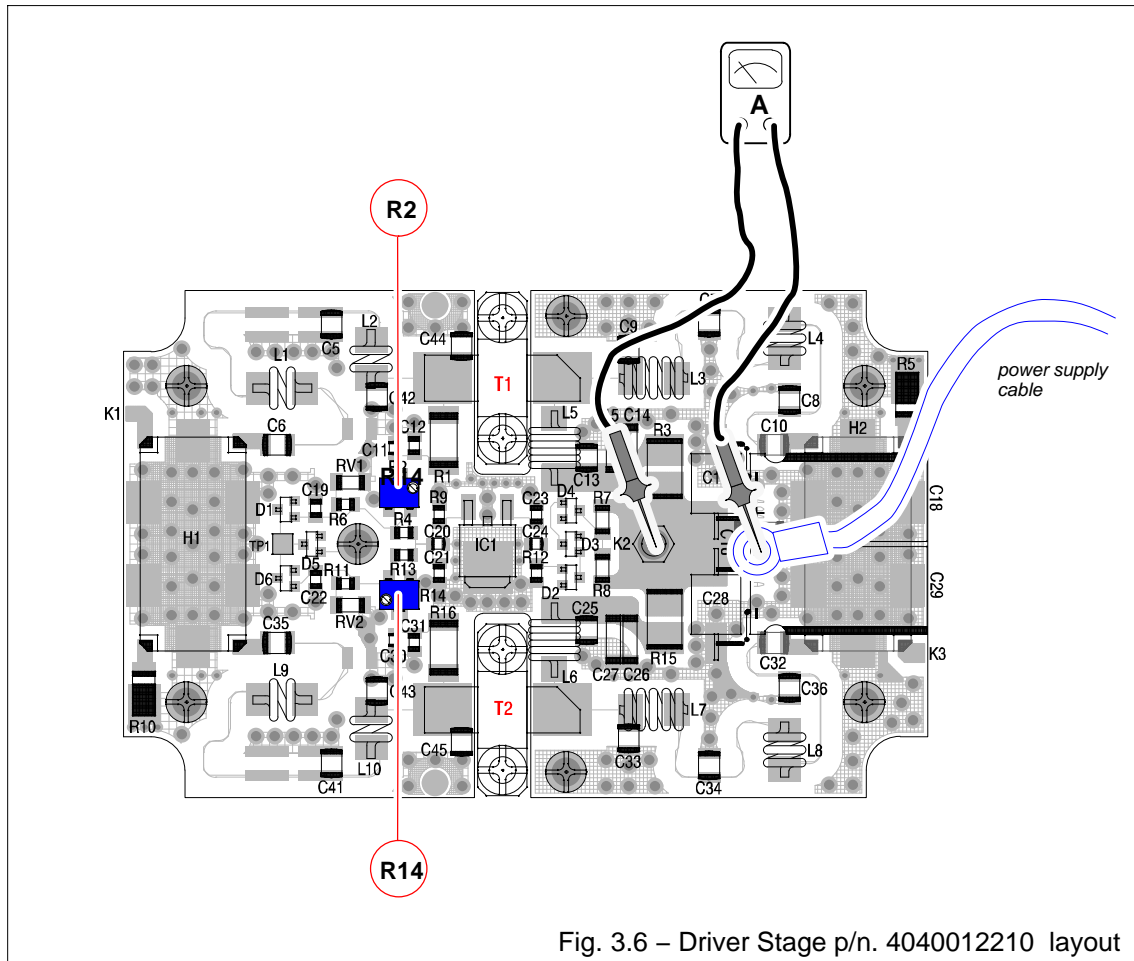 A
R2
power supply
cable
L2
C5
C44
C9
L4
L1
T1
L3
R5
K1
C42
C8
L5
C14
C6
C12
R3
C10
H2
C11
R1
C13
RV1
R14
C19
R9
C23
D4
R7
C18
D1
R6
R4
H1
TP1
C20
IC1
C24
D3
K2
D5
C21
R12
D6
R11
R13
R8
C22
R14
D2
C28
C29
RV2
R16
C25
C35
C31
C30
R15
C32
K3
C27
C26
L6
L9
C43
T2
C36
R10
L7
L8
C45
L10
C33
C41
C34
R14
Fig. 3.6 – Driver Stage p/n. 4040012210 layout